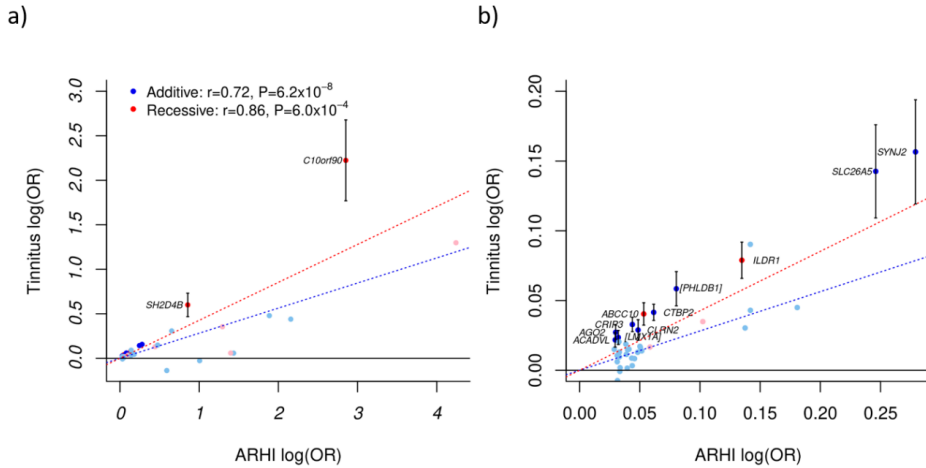 a)
b)
Additive: r=0.72, P=6.2x10⁻⁸
Recessive: r=0.86, P=6.0x10⁻⁴
C10orf90
SH2D4B
Tinnitus log(OR)
0.0
0.5
1.0
1.5
2.0
2.5
3.0
0
1
2
3
4
ARHI log(OR)
SYNJ2
SLC26A5
ILDR1
[PHLDB1]
ABCC10
CTBP2
CRIP3
CLRN2
AGO2
[LMX1A]
ACADVL
Tinnitus log(OR)
0.00
0.05
0.10
0.15
0.20
0.00
0.05
0.10
0.15
0.20
0.25
ARHI log(OR)